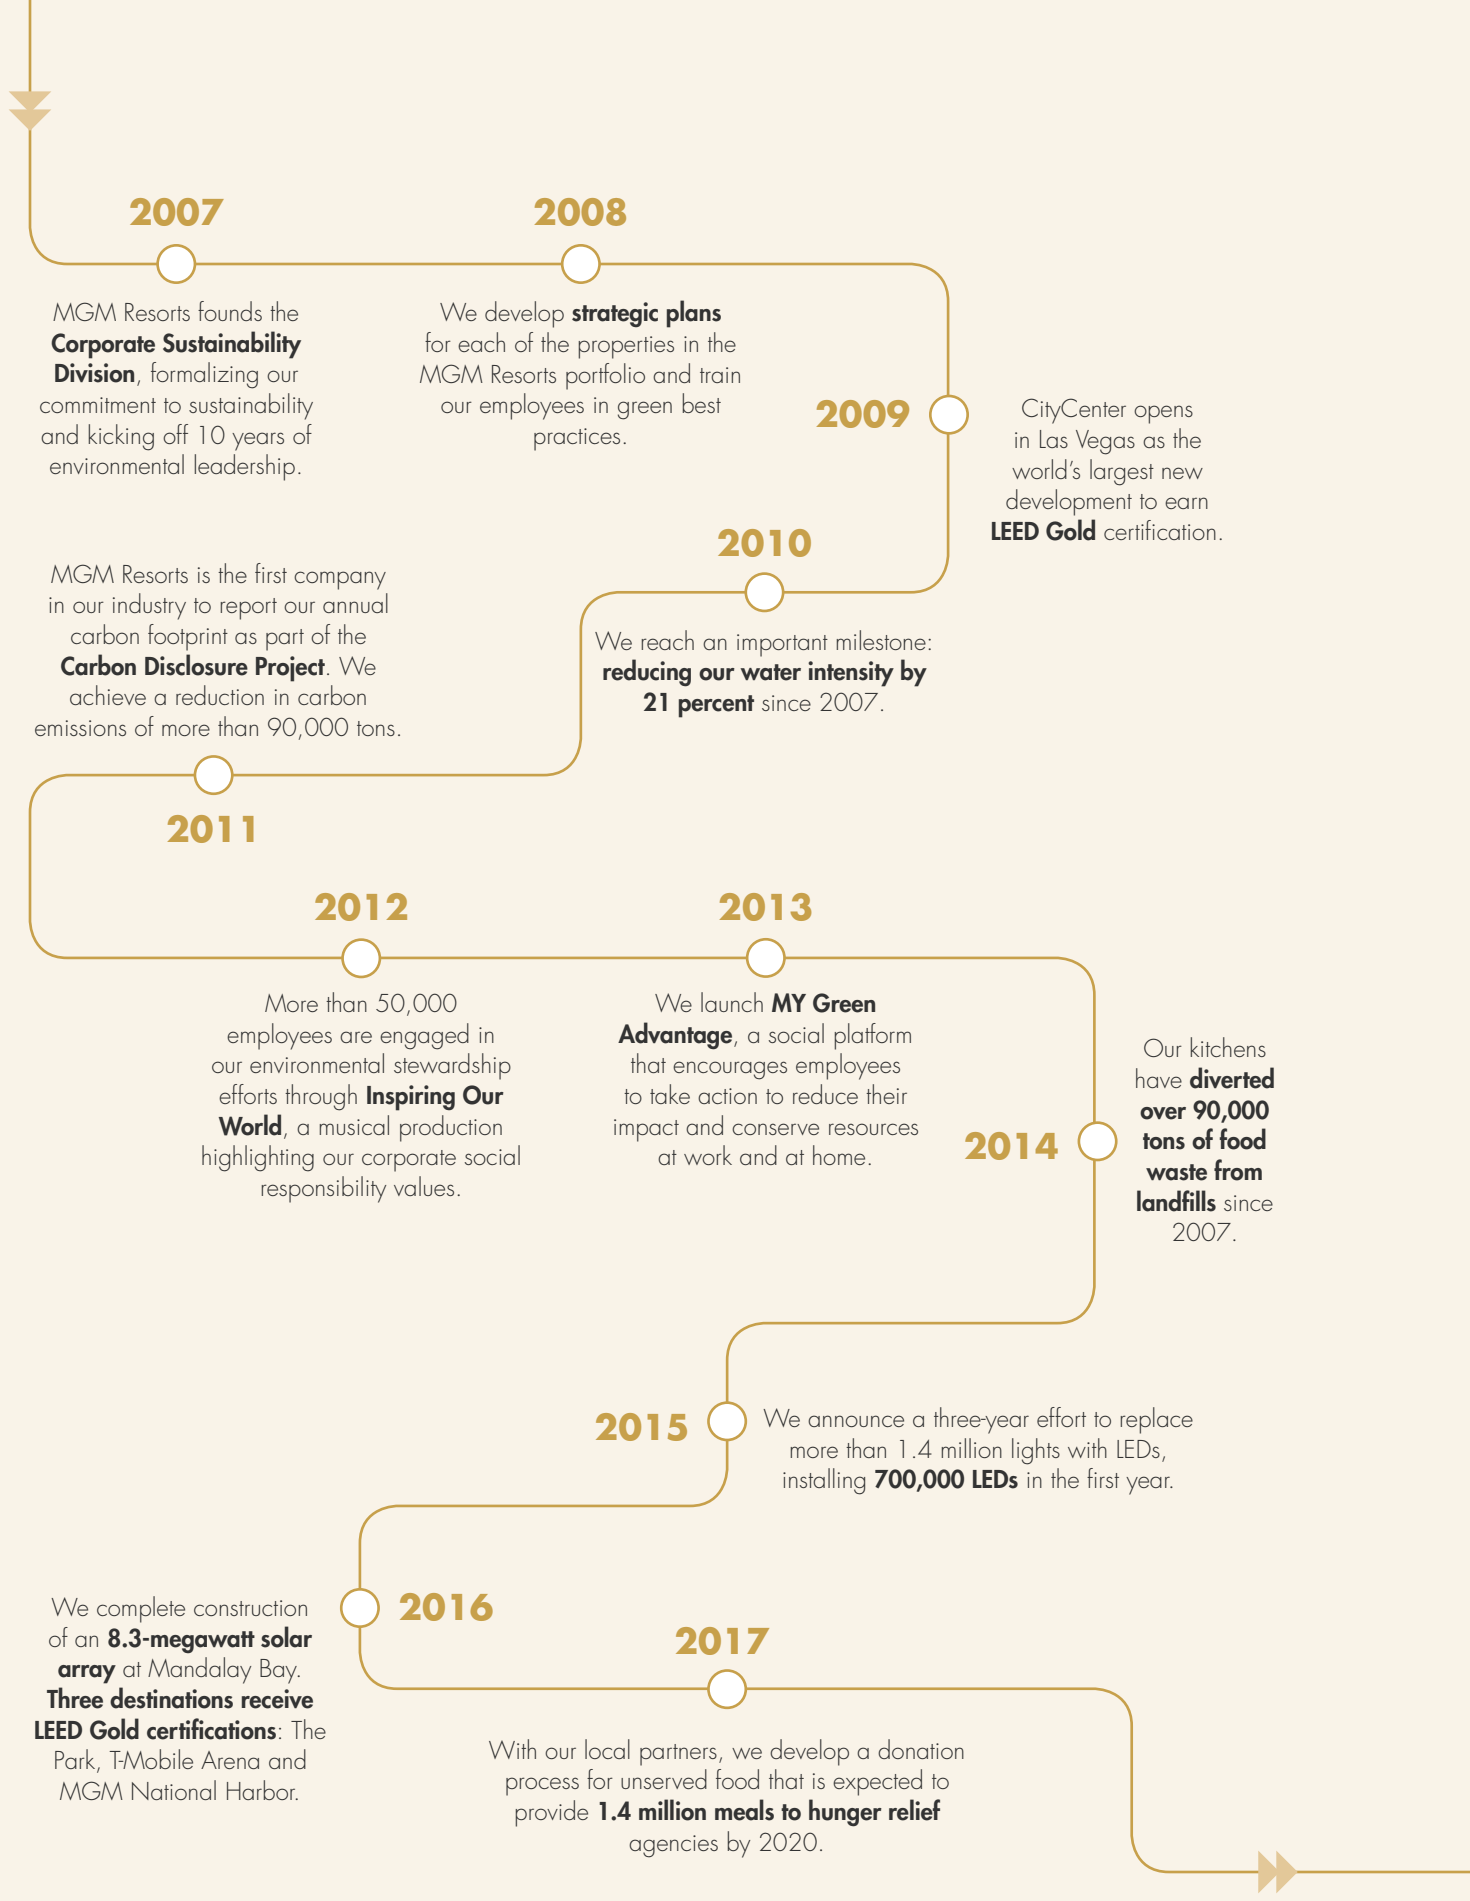 2007
MGM Resorts founds the
Corporate Sustainability
Division, formalizing our
commitment to sustainability
and kicking off 10 years of
environmental leadership.
2008
We develop strategic plans
for each of the properties in the
MGM Resorts portfolio and train
our employees in green best
practices.
2009
CityCenter opens
in Las Vegas as the
world's largest new
development to earn
LEED Gold certification.
2010
We reach an important milestone:
reducing our water intensity by
21 percent since 2007.
MGM Resorts is the first company
in our industry to report our annual
carbon footprint as part of the
Carbon Disclosure Project. We
achieve a reduction in carbon
emissions of more than 90,000 tons.
2011
2012
More than 50,000
employees are engaged in
our environmental stewardship
efforts through Inspiring Our
World, a musical production
highlighting our corporate social
responsibility values.
2013
We launch MY Green
Advantage, a social platform
that encourages employees
to take action to reduce their
impact and conserve resources
at work and at home.
2014
Our kitchens
have diverted
over 90,000
tons of food
waste from
landfills since
2007.
2015
We announce a three-year effort to replace
more than 1.4 million lights with LEDs,
installing 700,000 LEDs in the first year.
2016
We complete construction
of an 8.3-megawatt solar
array at Mandalay Bay.
Three destinations receive
LEED Gold certifications: The
Park, T-Mobile Arena and
MGM National Harbor.
2017
With our local partners, we develop a donation
process for unserved food that is expected to
provide 1.4 million meals to hunger relief
agencies by 2020.